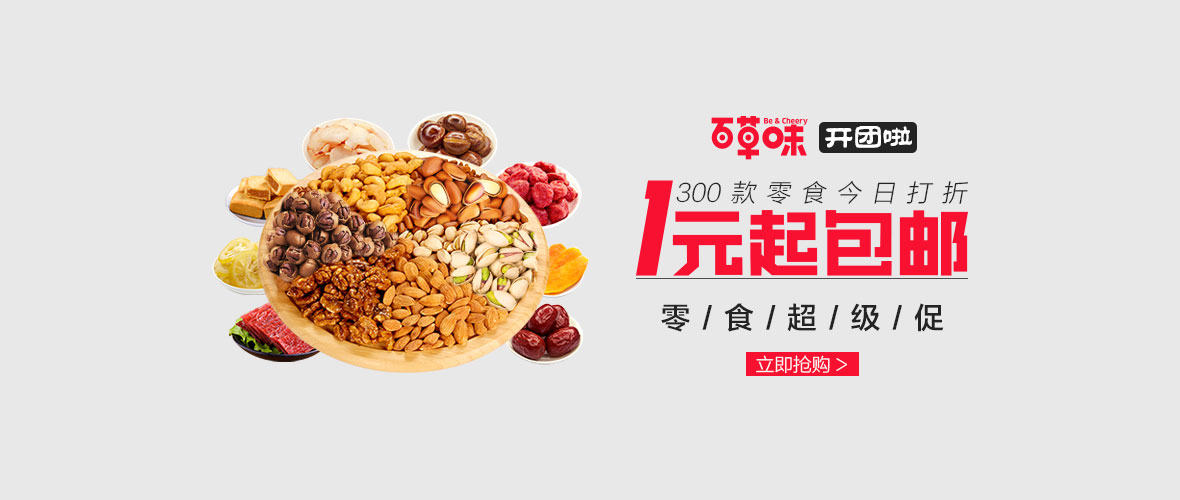 Be & Cheery
百草味 开团啦
300款零食今日打折
1元起包邮
零/食/超/级/促
立即抢购 >